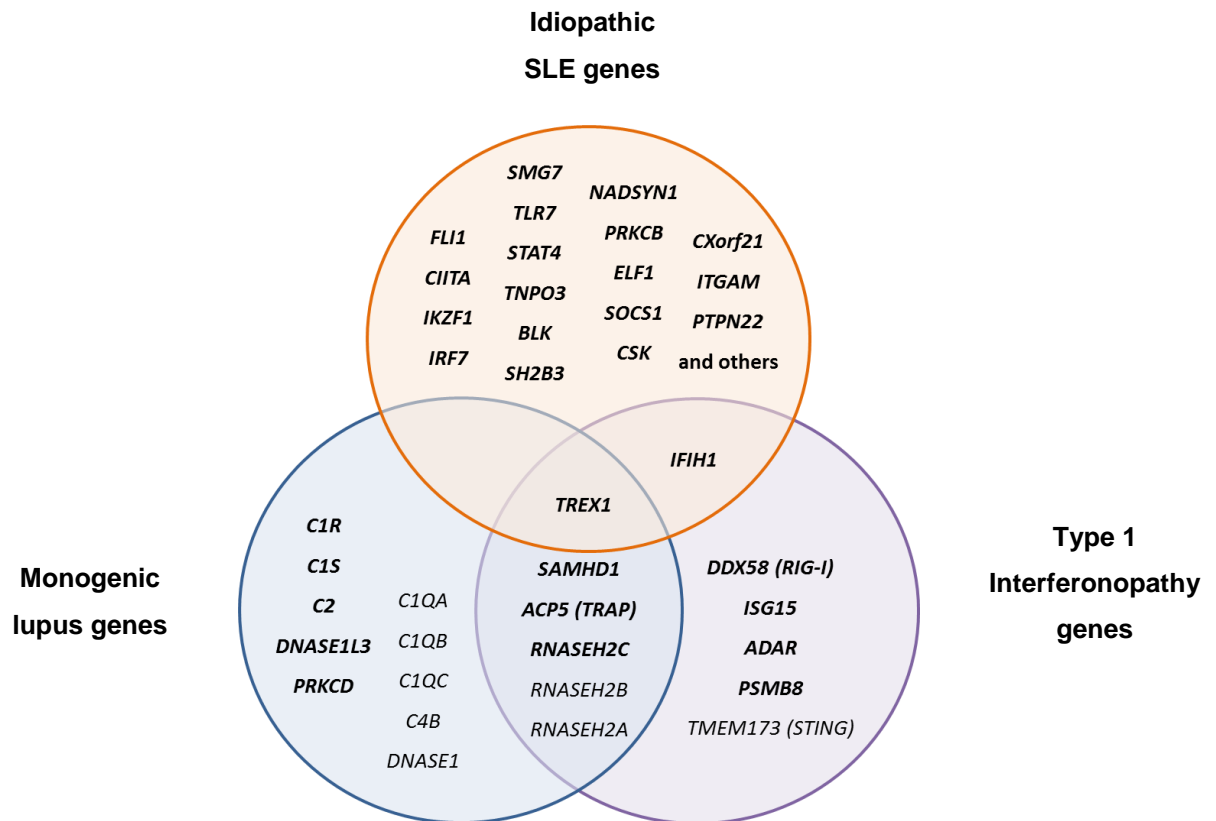 Idiopathic
SLE genes
FLI1
CIITA
IKZF1
IRF7
SMG7
TLR7
STAT4
TNPO3
BLK
SH2B3
NADSYN1
PRKCB
ELF1
SOCS1
CSK
CXorf21
ITGAM
PTPN22
and others
IFIH1
TREX1
Monogenic
lupus genes
C1R
C1S
C2
DNASE1L3
PRKCD
C1QA
C1QB
C1QC
C4B
DNASE1
SAMHD1
ACP5 (TRAP)
RNASEH2C
RNASEH2B
RNASEH2A
DDX58 (RIG-I)
ISG15
ADAR
PSMB8
TMEM173 (STING)
Type 1
Interferonopathy
genes